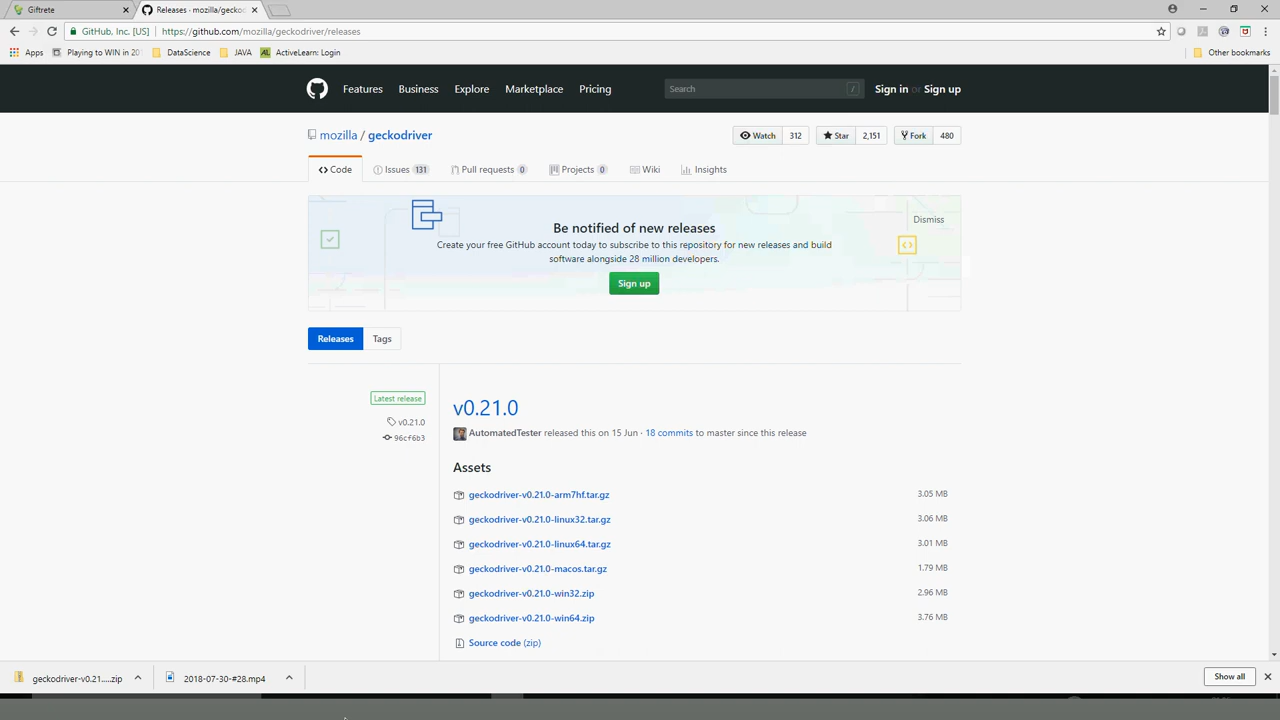 Giftrete
Releases · mozilla/gecko
GitHub, Inc. [US] https://github.com/mozilla/geckodriver/releases
Apps Playing to WIN in 20 DataScience JAVA AL ActiveLearn: Login Other bookmarks
Features Business Explore Marketplace Pricing Search / Sign in or Sign up
mozilla / geckodriver
Watch 312 Star 2,151 Fork 480
Code Issues 131 Pull requests 0 Projects 0 Wiki Insights
Dismiss
Be notified of new releases
Create your free GitHub account today to subscribe to this repository for new releases and build
software alongside 28 million developers.
Sign up
Releases Tags
Latest release
v0.21.0
96cf6b3
v0.21.0
AutomatedTester released this on 15 Jun · 18 commits to master since this release
Assets
geckodriver-v0.21.0-arm7hf.tar.gz 3.05 MB
geckodriver-v0.21.0-linux32.tar.gz 3.06 MB
geckodriver-v0.21.0-linux64.tar.gz 3.01 MB
geckodriver-v0.21.0-macos.tar.gz 1.79 MB
geckodriver-v0.21.0-win32.zip 2.96 MB
geckodriver-v0.21.0-win64.zip 3.76 MB
Source code (zip)
geckodriver-v0.21.....zip 2018-07-30-#28.mp4 Show all